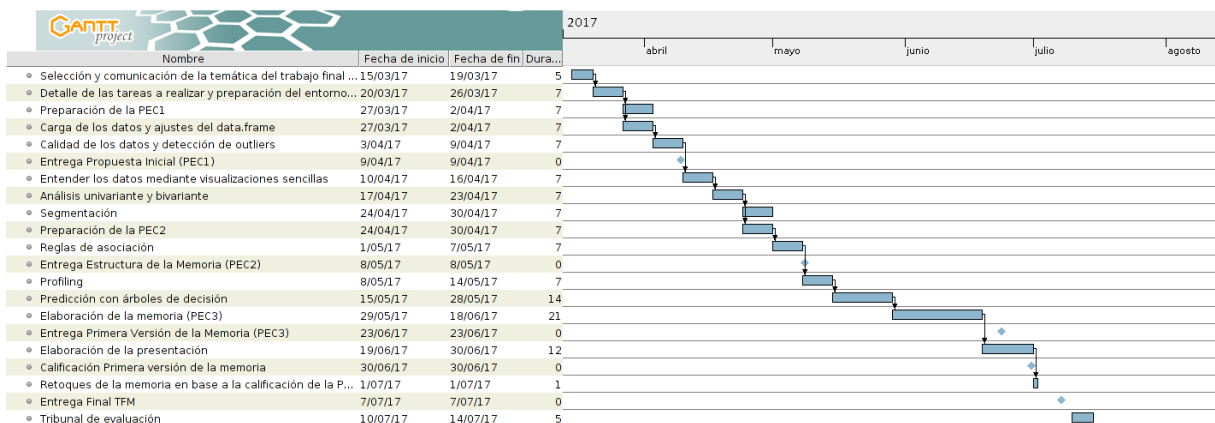 GANTT
project
2017
abril mayo junio julio agosto
Nombre Fecha de inicio Fecha de fin Dura...
Selección y comunicación de la temática del trabajo final ... 15/03/17 19/03/17 5
Detalle de las tareas a realizar y preparación del entorno... 20/03/17 26/03/17 7
Preparación de la PEC1 27/03/17 2/04/17 7
Carga de los datos y ajustes del data.frame 27/03/17 2/04/17 7
Calidad de los datos y detección de outliers 3/04/17 9/04/17 7
Entrega Propuesta Inicial (PEC1) 9/04/17 9/04/17 0
Entender los datos mediante visualizaciones sencillas 10/04/17 16/04/17 7
Análisis univariante y bivariante 17/04/17 23/04/17 7
Segmentación 24/04/17 30/04/17 7
Preparación de la PEC2 24/04/17 30/04/17 7
Reglas de asociación 1/05/17 7/05/17 7
Entrega Estructura de la Memoria (PEC2) 8/05/17 8/05/17 0
Profiling 8/05/17 14/05/17 7
Predicción con árboles de decisión 15/05/17 28/05/17 14
Elaboración de la memoria (PEC3) 29/05/17 18/06/17 21
Entrega Primera Versión de la Memoria (PEC3) 23/06/17 23/06/17 0
Elaboración de la presentación 19/06/17 30/06/17 12
Calificación Primera versión de la memoria 30/06/17 30/06/17 0
Retoques de la memoria en base a la calificación de la P... 1/07/17 1/07/17 1
Entrega Final TFM 7/07/17 7/07/17 0
Tribunal de evaluación 10/07/17 14/07/17 5